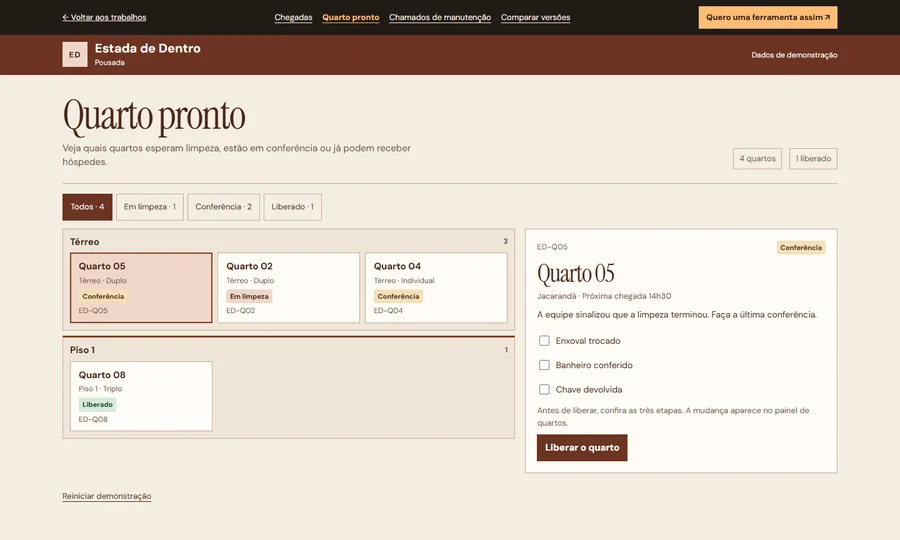 ← Voltar aos trabalhos
Chegadas
Quarto pronto
Chamados de manutenção
Comparar versões
Quero uma ferramenta assim ↗
ED
Estada de Dentro
Pousada
Dados de demonstração
Quarto pronto
Veja quais quartos esperam limpeza, estão em conferência ou já podem receber
hóspedes.
4 quartos
1 liberado
Todos · 4
Em limpeza · 1
Conferência · 2
Liberado · 1
Térreo
3
Quarto 05
Térreo · Duplo
Conferência
ED-Q05
Quarto 02
Térreo · Duplo
Em limpeza
ED-Q02
Quarto 04
Térreo · Individual
Conferência
ED-Q04
Piso 1
1
Quarto 08
Piso 1 · Triplo
Liberado
ED-Q08
ED-Q05
Conferência
Quarto 05
Jacarandá · Próxima chegada 14h30
A equipe sinalizou que a limpeza terminou. Faça a última conferência.
Enxoval trocado
Banheiro conferido
Chave devolvida
Antes de liberar, confira as três etapas. A mudança aparece no painel de
quartos.
Liberar o quarto
Reiniciar demonstração